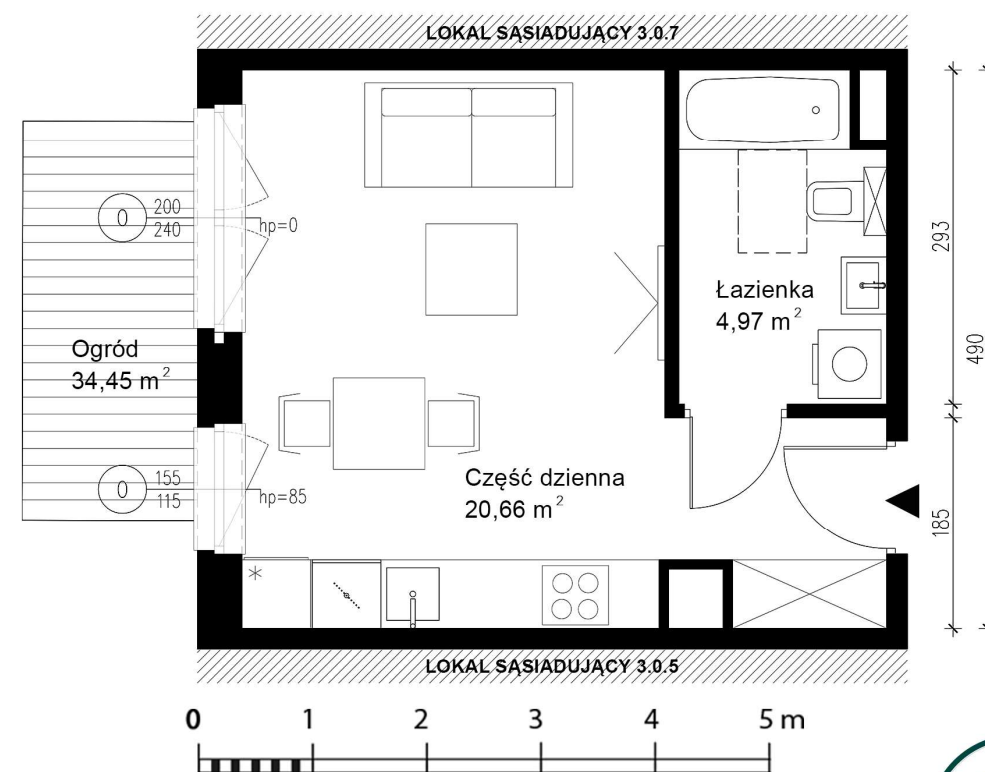 LOKAL SĄSIADUJĄCY 3.0.7
0 200 240 hp=0
293
Łazienka
4,97 m²
490
Ogród
34,45 m²
Część dzienna
20,66 m²
0 155 115 hp=85
185
LOKAL SĄSIADUJĄCY 3.0.5
0 1 2 3 4 5 m